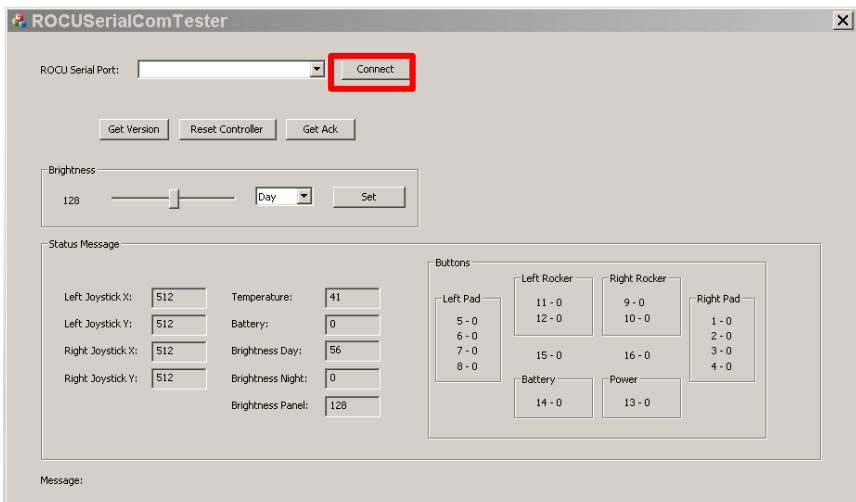 ROCUSerialComTester
ROCU Serial Port:
Connect
Get Version
Reset Controller
Get Ack
Brightness
128
Day
Set
Status Message
Left Joystick X: 512
Left Joystick Y: 512
Right Joystick X: 512
Right Joystick Y: 512
Temperature: 41
Battery: 0
Brightness Day: 56
Brightness Night: 0
Brightness Panel: 128
Buttons
Left Pad
5 - 0
6 - 0
7 - 0
8 - 0
Left Rocker
11 - 0
12 - 0
Right Rocker
9 - 0
10 - 0
15 - 0
16 - 0
Battery
14 - 0
Power
13 - 0
Right Pad
1 - 0
2 - 0
3 - 0
4 - 0
Message: